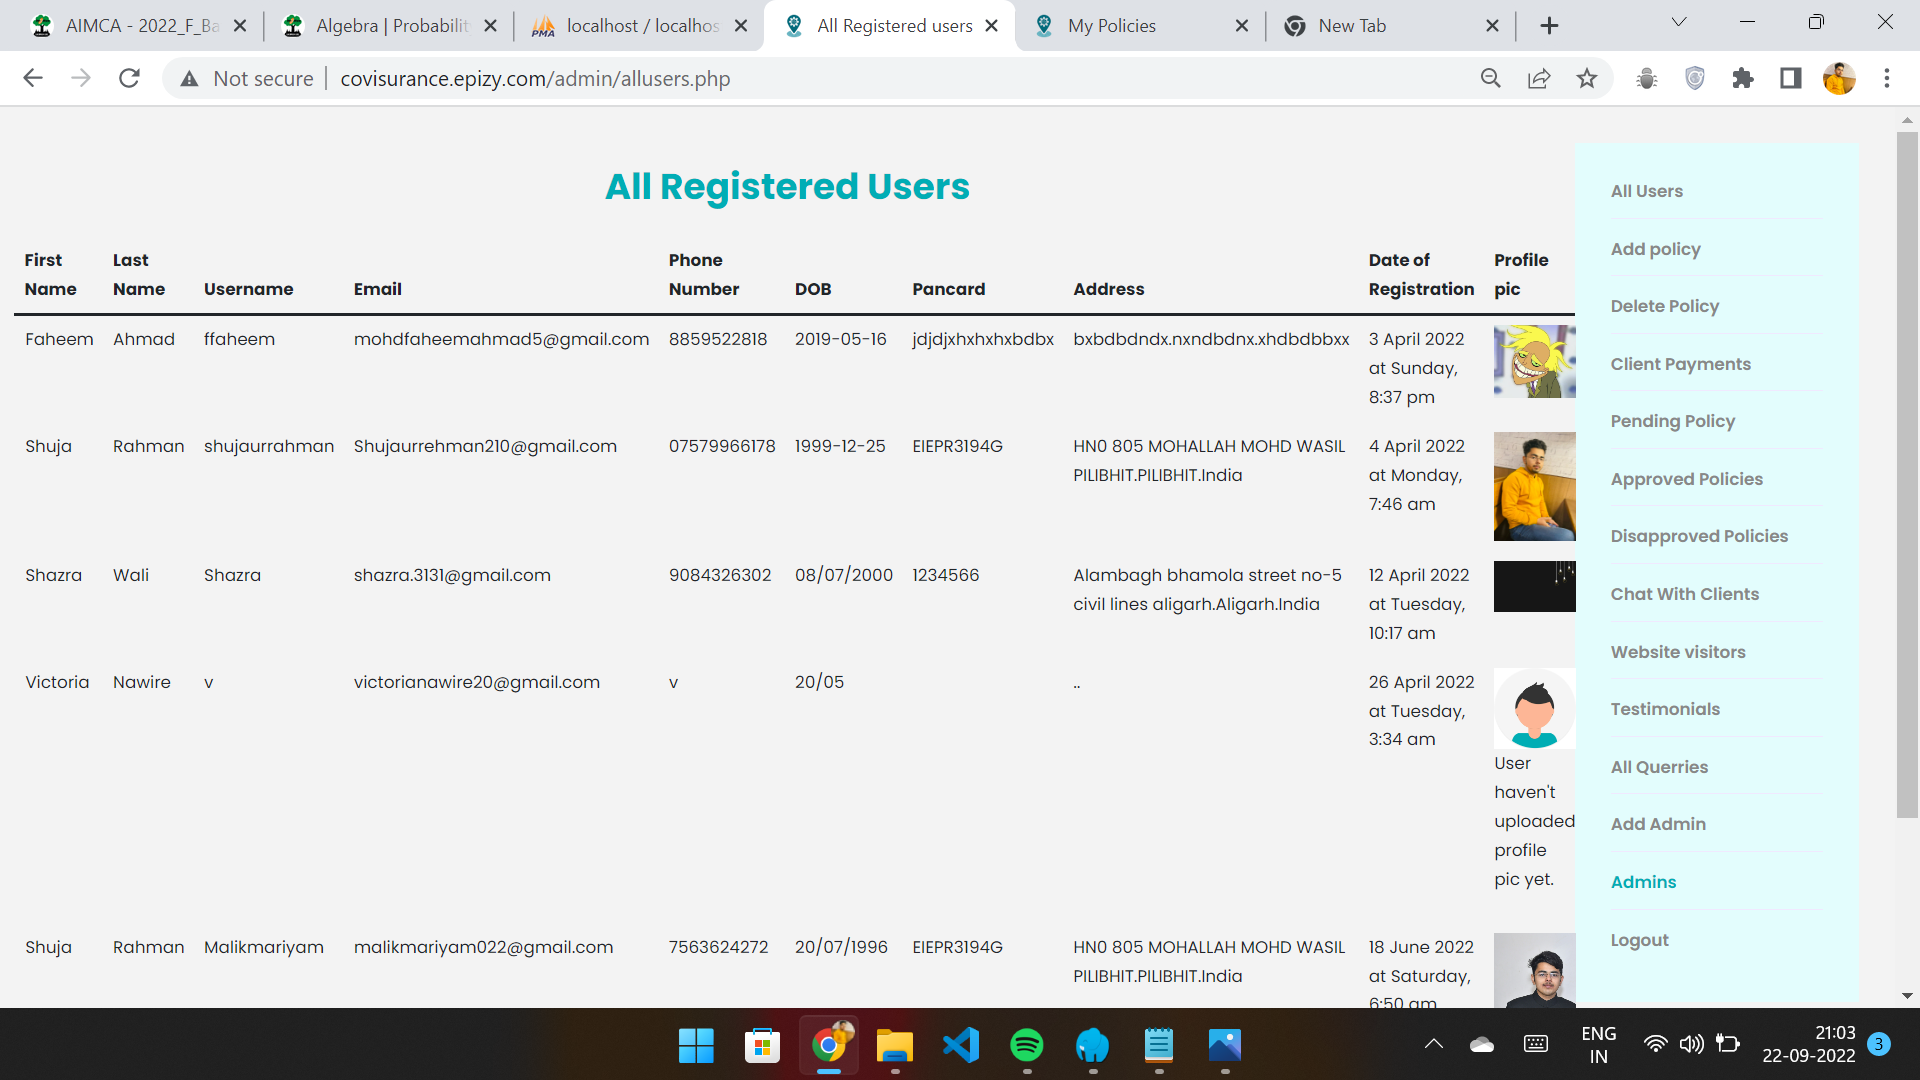 AIMCA - 2022_F_Ba
Algebra | Probabilit
localhost / localhos
All Registered users
My Policies
New Tab
Not secure
covisurance.epizy.com/admin/allusers.php
All Registered Users
First Name Last Name Username Email Phone Number DOB Pancard Address Date of Registration Profile pic
Faheem Ahmad ffaheem mohdfaheemahmad5@gmail.com 8859522818 2019-05-16 jdjdjxhxhxhxbdbx bxbdbdndx.nxndbdnx.xhdbdbbxx 3 April 2022
at Sunday,
8:37 pm
Shuja Rahman shujaurrahman Shujaurrehman210@gmail.com 07579966178 1999-12-25 EIEPR3194G HN0 805 MOHALLAH MOHD WASIL 4 April 2022
PILIBHIT.PILIBHIT.India at Monday,
7:46 am
Shazra Wali Shazra shazra.3131@gmail.com 9084326302 08/07/2000 1234566 Alambagh bhamola street no-5 12 April 2022
civil lines aligarh.Aligarh.India at Tuesday,
10:17 am
Victoria Nawire v victorianawire20@gmail.com v 20/05 .. 26 April 2022
at Tuesday,
3:34 am
User
haven't
uploaded
profile
pic yet.
Shuja Rahman Malikmariyam malikmariyam022@gmail.com 7563624272 20/07/1996 EIEPR3194G HN0 805 MOHALLAH MOHD WASIL 18 June 2022
PILIBHIT.PILIBHIT.India at Saturday,
6:50 am
All Users
Add policy
Delete Policy
Client Payments
Pending Policy
Approved Policies
Disapproved Policies
Chat With Clients
Website visitors
Testimonials
All Querries
Add Admin
Admins
Logout
ENG
IN
21:03
22-09-2022
3